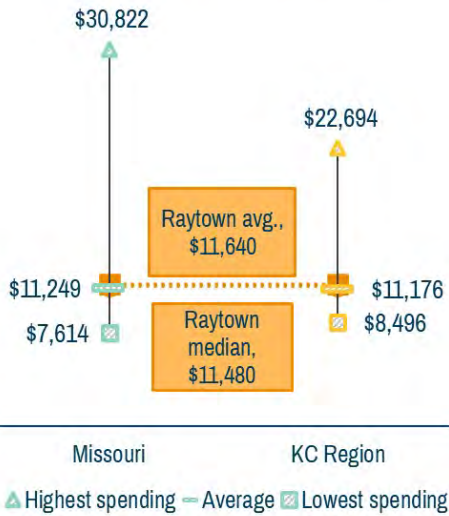 $30,822
$22,694
Raytown avg.,
$11,640
$11,249
$11,176
$7,614
Raytown
median,
$11,480
$8,496
Missouri
KC Region
Highest spending
Average
Lowest spending